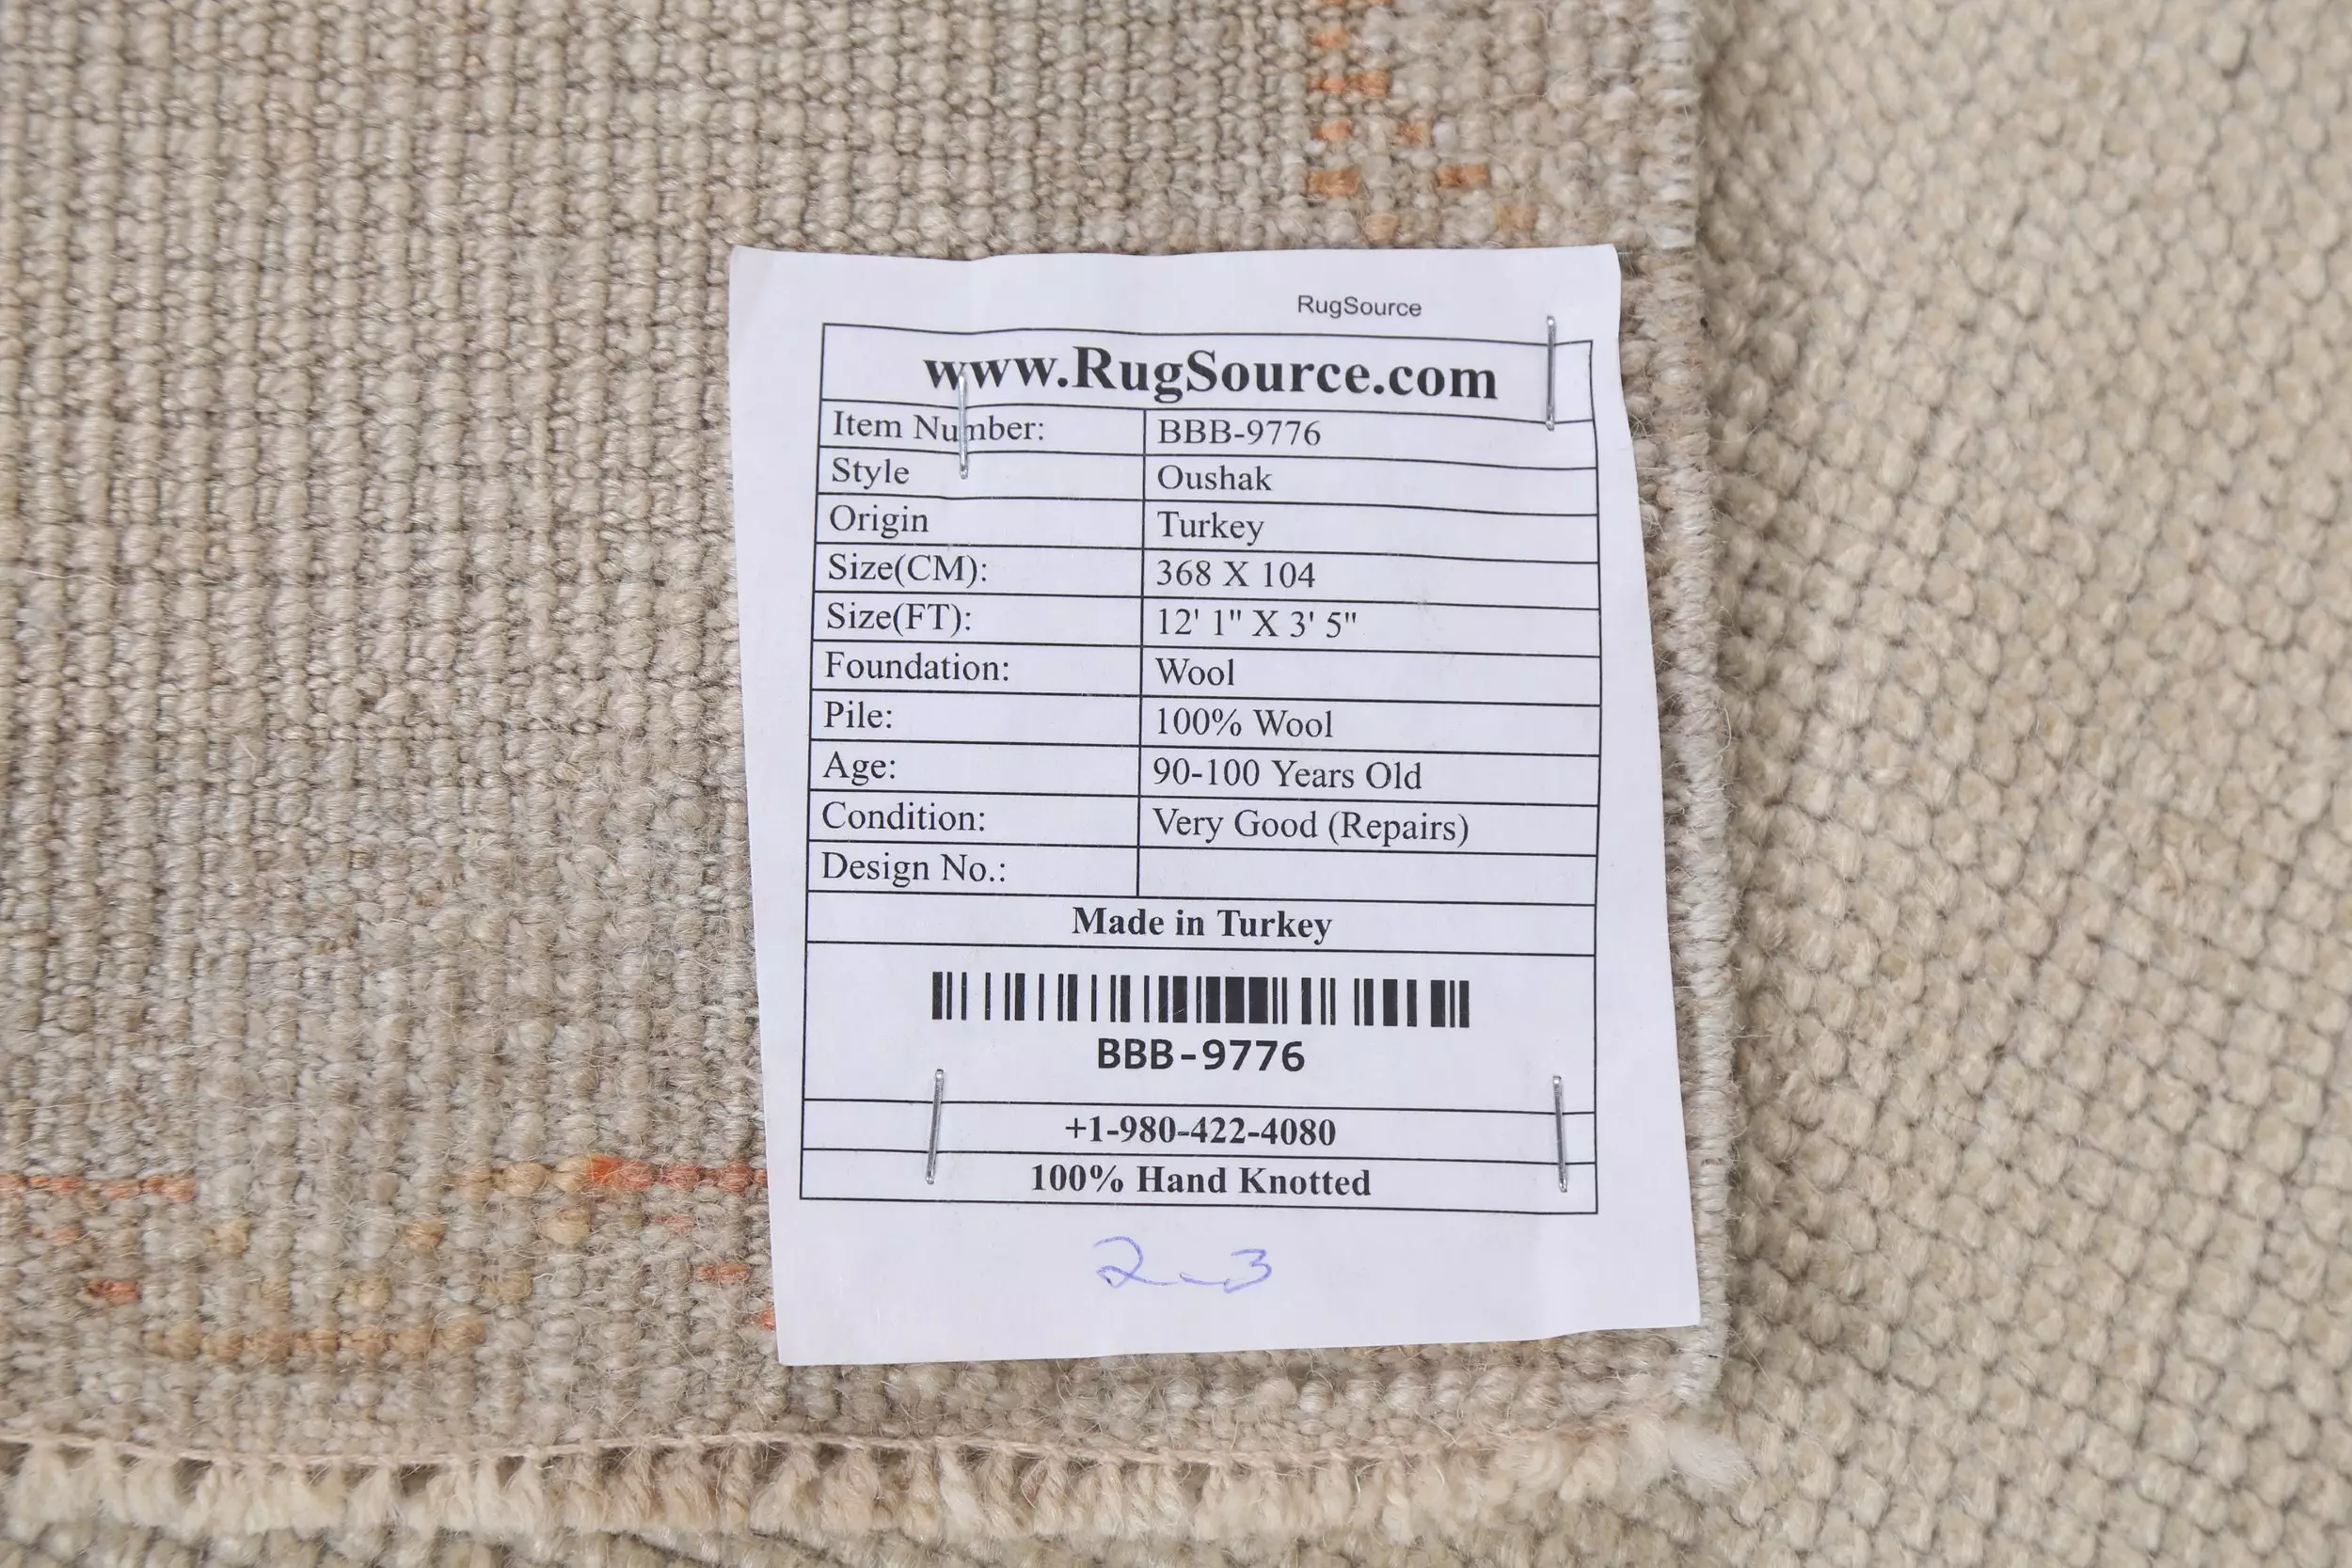 RugSource
www.RugSource.com
Item Number: BBB-9776
Style Oushak
Origin Turkey
Size(CM): 368 X 104
Size(FT): 12' 1" X 3' 5"
Foundation: Wool
Pile: 100% Wool
Age: 90-100 Years Old
Condition: Very Good (Repairs)
Design No.:
Made in Turkey
BBB-9776
+1-980-422-4080
100% Hand Knotted
2-3